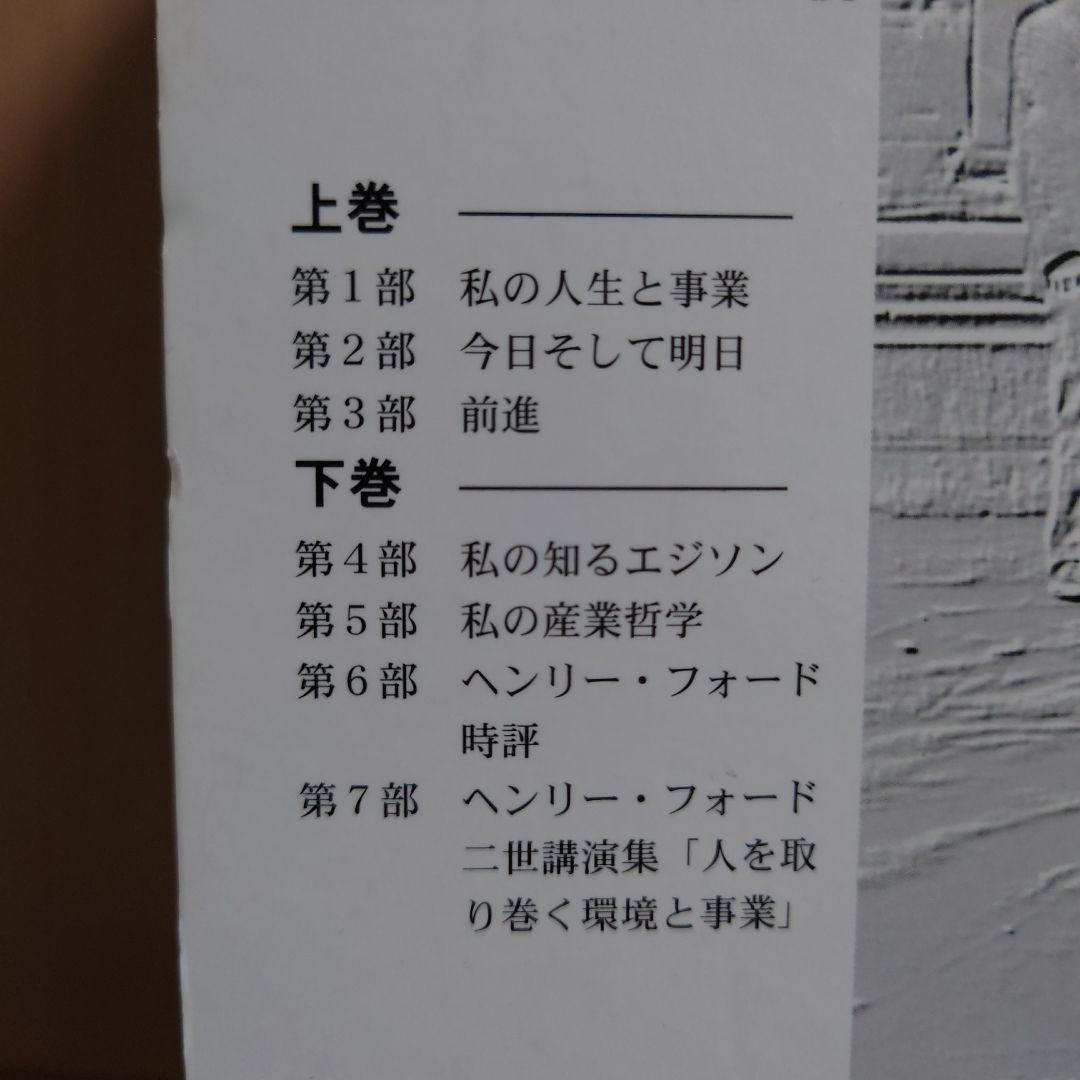 上巻
第1部 私の人生と事業
第2部 今日そして明日
第3部 前進
下巻
第4部 私の知るエジソン
第5部 私の産業哲学
第6部 ヘンリー・フォード
時評
第7部 ヘンリー・フォード
二世講演集「人を取
り巻く環境と事業」